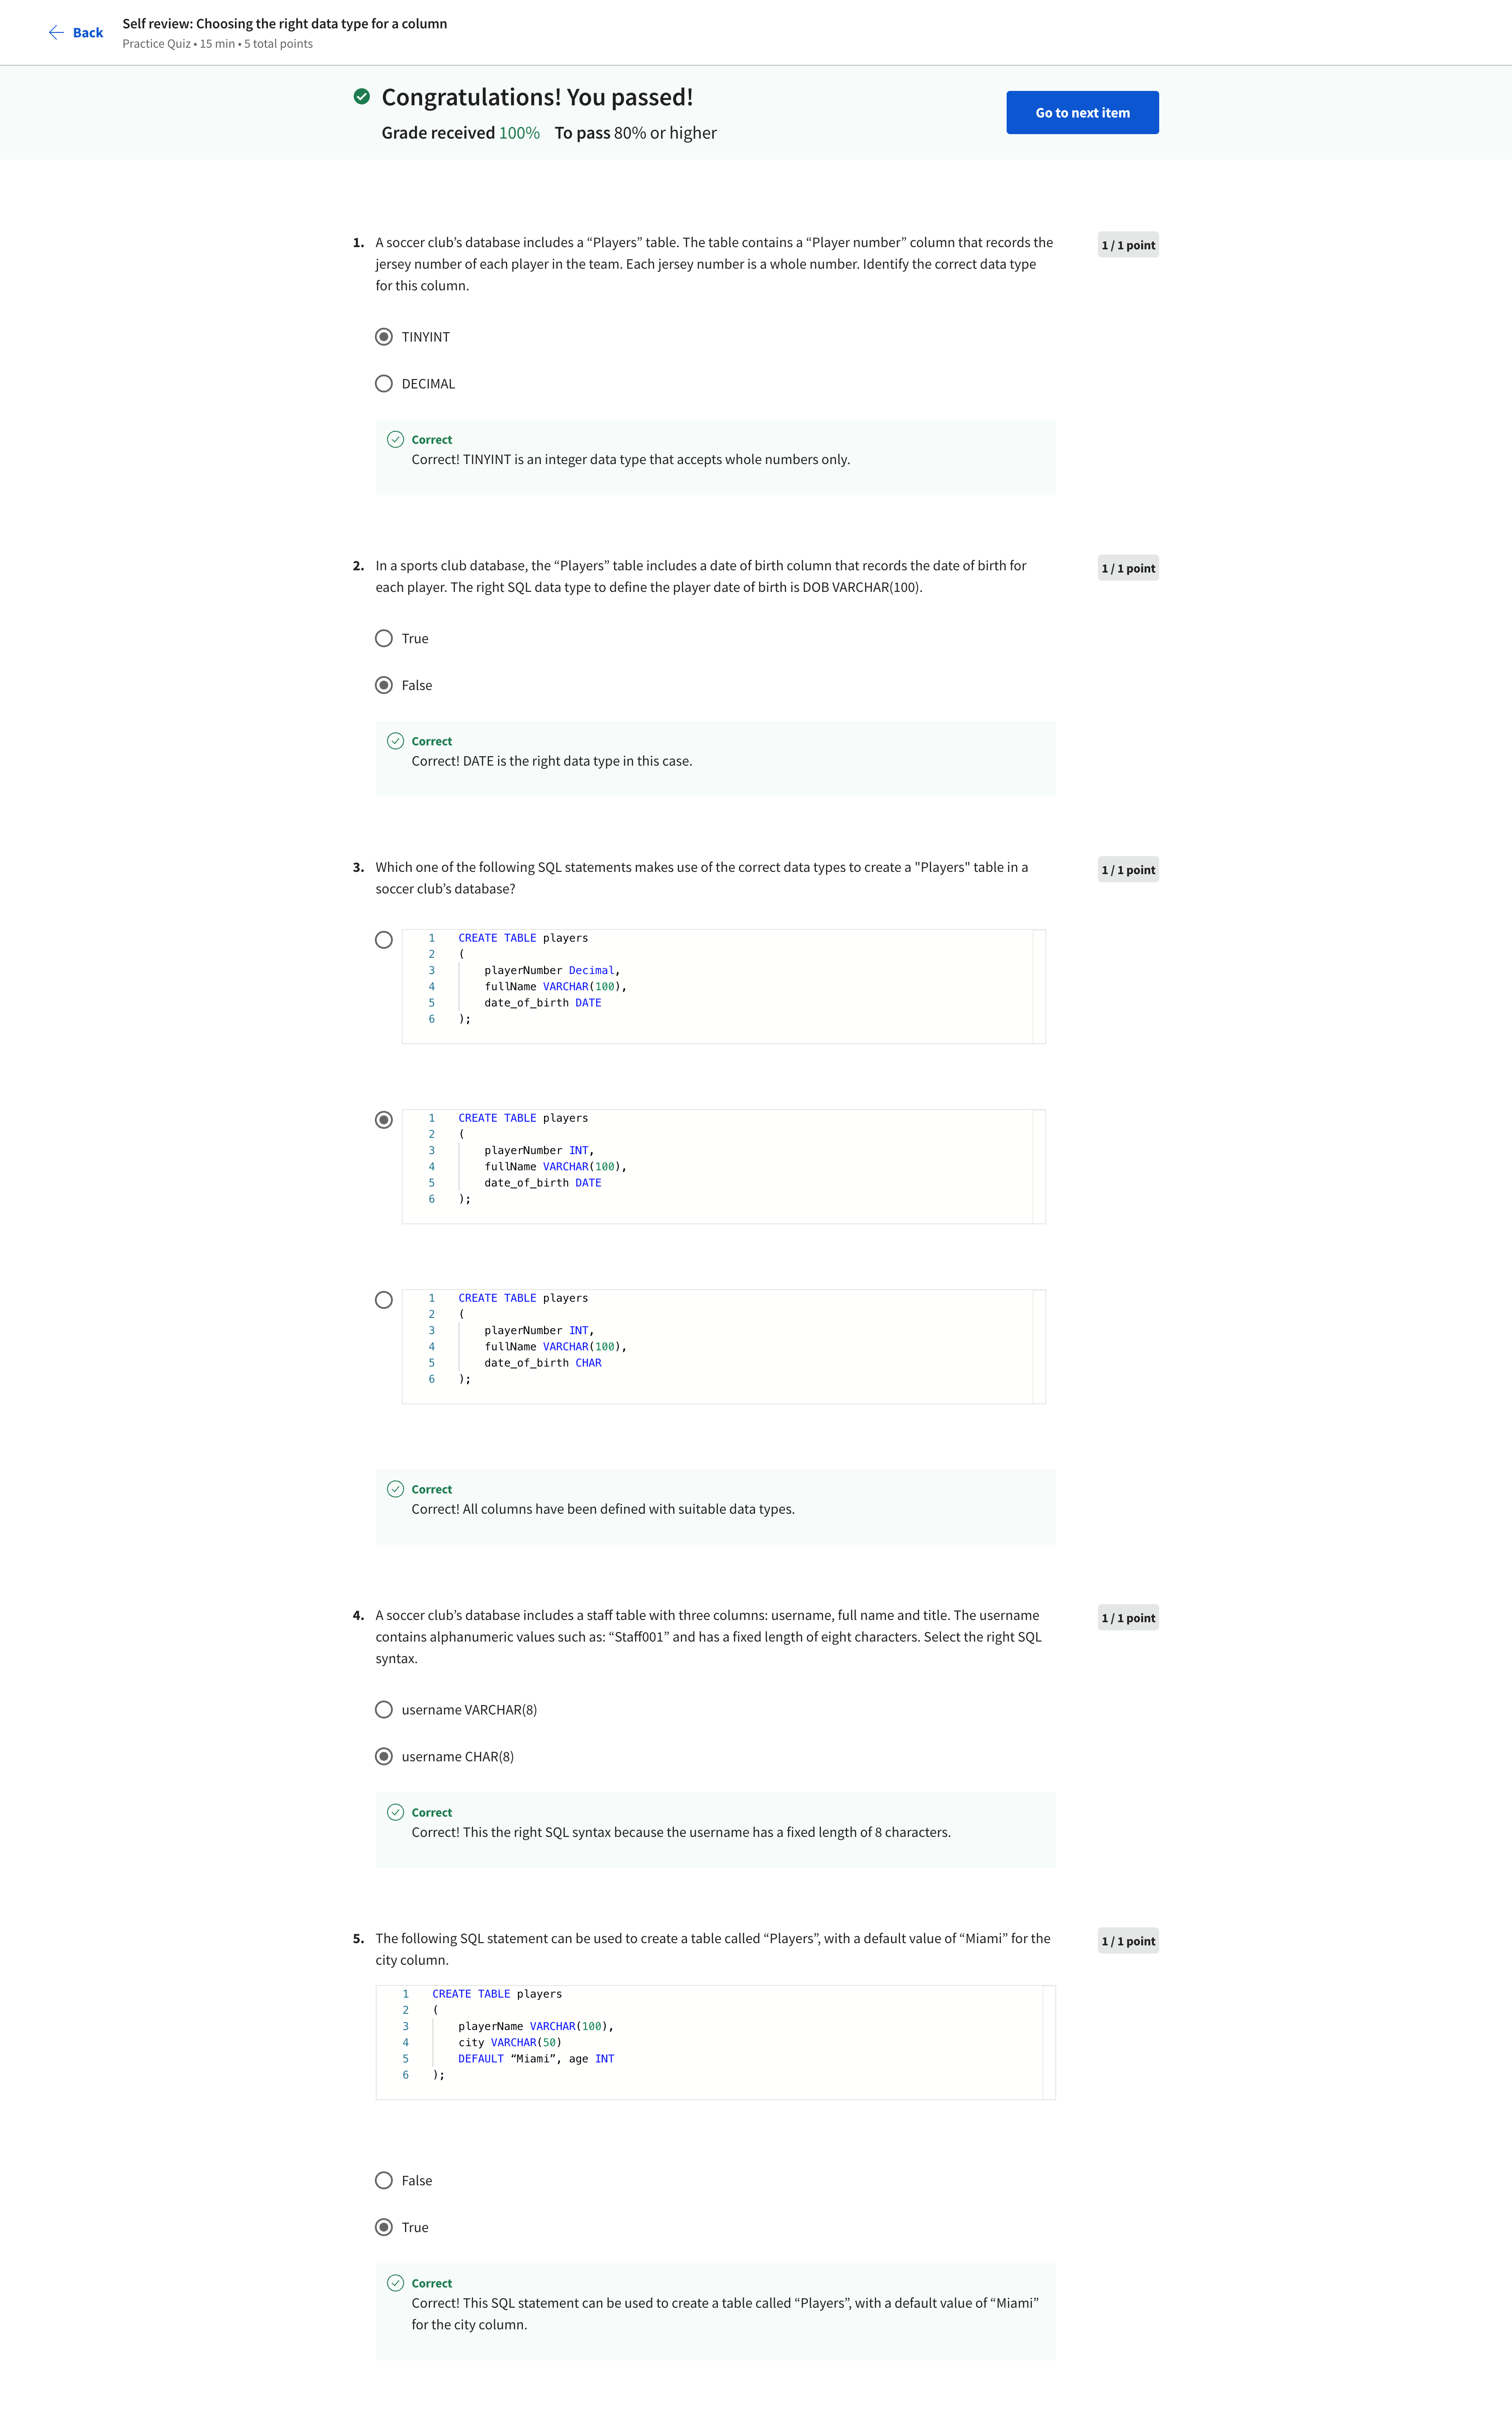 Back
Self review: Choosing the right data type for a column
Practice Quiz • 15 min • 5 total points
Congratulations! You passed!
Grade received 100% To pass 80% or higher
Go to next item
1. A soccer club’s database includes a “Players” table. The table contains a “Player number” column that records the
jersey number of each player in the team. Each jersey number is a whole number. Identify the correct data type
for this column.
1 / 1 point
TINYINT
DECIMAL
Correct
Correct! TINYINT is an integer data type that accepts whole numbers only.
2. In a sports club database, the “Players” table includes a date of birth column that records the date of birth for
each player. The right SQL data type to define the player date of birth is DOB VARCHAR(100).
1 / 1 point
True
False
Correct
Correct! DATE is the right data type in this case.
3. Which one of the following SQL statements makes use of the correct data types to create a "Players" table in a
soccer club’s database?
1 / 1 point
1 CREATE TABLE players
2 (
3 playerNumber Decimal,
4 fullName VARCHAR(100),
5 date_of_birth DATE
6 );
1 CREATE TABLE players
2 (
3 playerNumber INT,
4 fullName VARCHAR(100),
5 date_of_birth DATE
6 );
1 CREATE TABLE players
2 (
3 playerNumber INT,
4 fullName VARCHAR(100),
5 date_of_birth CHAR
6 );
Correct
Correct! All columns have been defined with suitable data types.
4. A soccer club’s database includes a staff table with three columns: username, full name and title. The username
contains alphanumeric values such as: “Staff001” and has a fixed length of eight characters. Select the right SQL
syntax.
1 / 1 point
username VARCHAR(8)
username CHAR(8)
Correct
Correct! This the right SQL syntax because the username has a fixed length of 8 characters.
5. The following SQL statement can be used to create a table called “Players”, with a default value of “Miami” for the
city column.
1 / 1 point
1 CREATE TABLE players
2 (
3 playerName VARCHAR(100),
4 city VARCHAR(50)
5 DEFAULT “Miami”, age INT
6 );
False
True
Correct
Correct! This SQL statement can be used to create a table called “Players”, with a default value of “Miami”
for the city column.